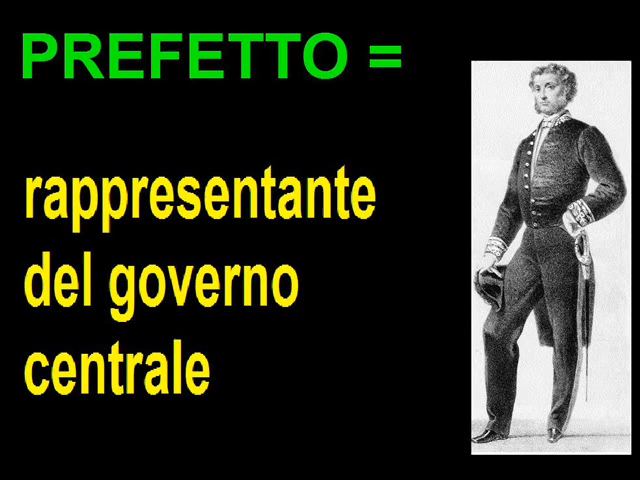 PREFETTO =
rappresentante
del governo
centrale